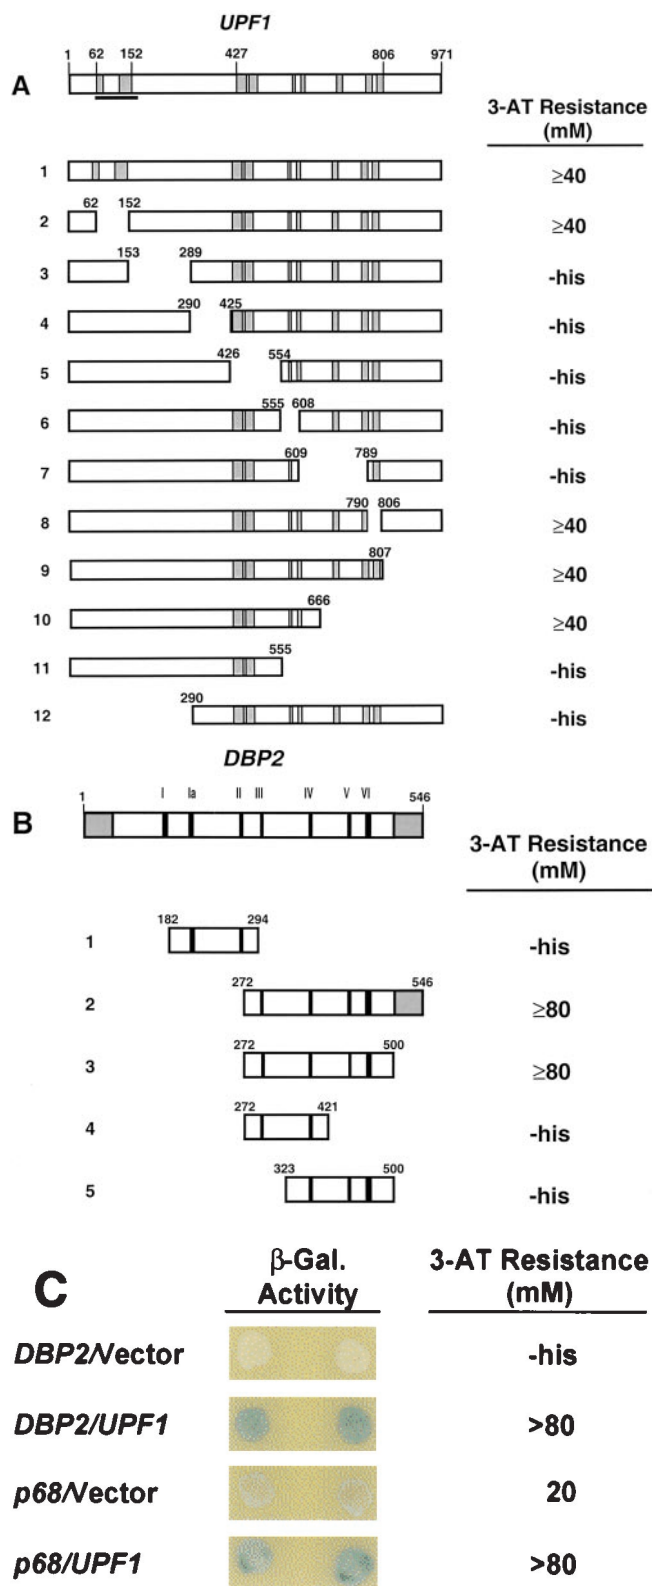 UPF1
1 62 152 427 806 971
A
3-AT Resistance
(mM)
1 ≥40
62 152
2 ≥40
153 289
3 -his
290 425
4 -his
426 554
5 -his
555 608
6 -his
609 789
7 -his
790 806
8 ≥40
807
9 ≥40
666
10 ≥40
555
11 -his
290
12 -his
DBP2
1 I Ia II III IV V VI 546
B
3-AT Resistance
(mM)
182 294
1 -his
272 546
2 ≥80
272 500
3 ≥80
272 421
4 -his
323 500
5 -his
C
β-Gal. 3-AT Resistance
Activity (mM)
DBP2/Vector -his
DBP2/UPF1 >80
p68/Vector 20
p68/UPF1 >80